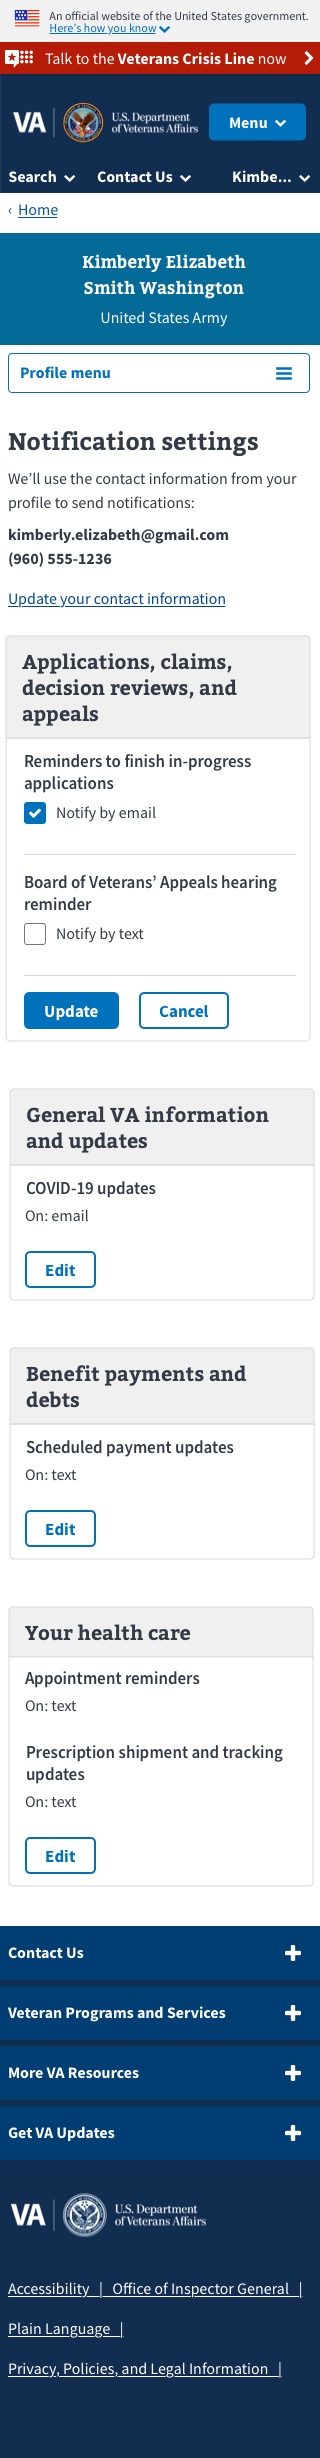 An official website of the United States government.
Here's how you know
Talk to the Veterans Crisis Line now
VA
U.S. Department
of Veterans Affairs
Menu
Search
Contact Us
Kimbe...
‹ Home
Kimberly Elizabeth
Smith Washington
United States Army
Profile menu
Notification settings
We'll use the contact information from your
profile to send notifications:
kimberly.elizabeth@gmail.com
(960) 555-1236
Update your contact information
Applications, claims,
decision reviews, and
appeals
Reminders to finish in-progress
applications
Notify by email
Board of Veterans' Appeals hearing
reminder
Notify by text
Update
Cancel
General VA information
and updates
COVID-19 updates
On: email
Edit
Benefit payments and
debts
Scheduled payment updates
On: text
Edit
Your health care
Appointment reminders
On: text
Prescription shipment and tracking
updates
On: text
Edit
Contact Us
Veteran Programs and Services
More VA Resources
Get VA Updates
VA
U.S. Department
of Veterans Affairs
Accessibility | Office of Inspector General |
Plain Language |
Privacy, Policies, and Legal Information |